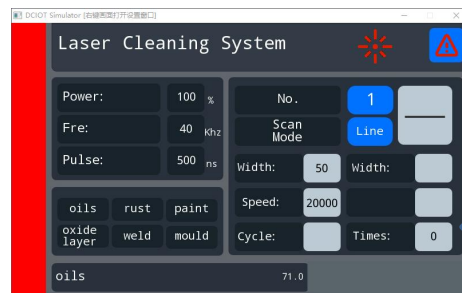 DCIOT Simulator [右键画面打开设置窗口]
Laser Cleaning System
Power: 100 %
Fre: 40 Khz
Pulse: 500 ns
No. 1
Scan Mode Line
Width: 50 Width:
Speed: 20000
Cycle: Times: 0
oils rust paint
oxide layer weld mould
oils 71.0